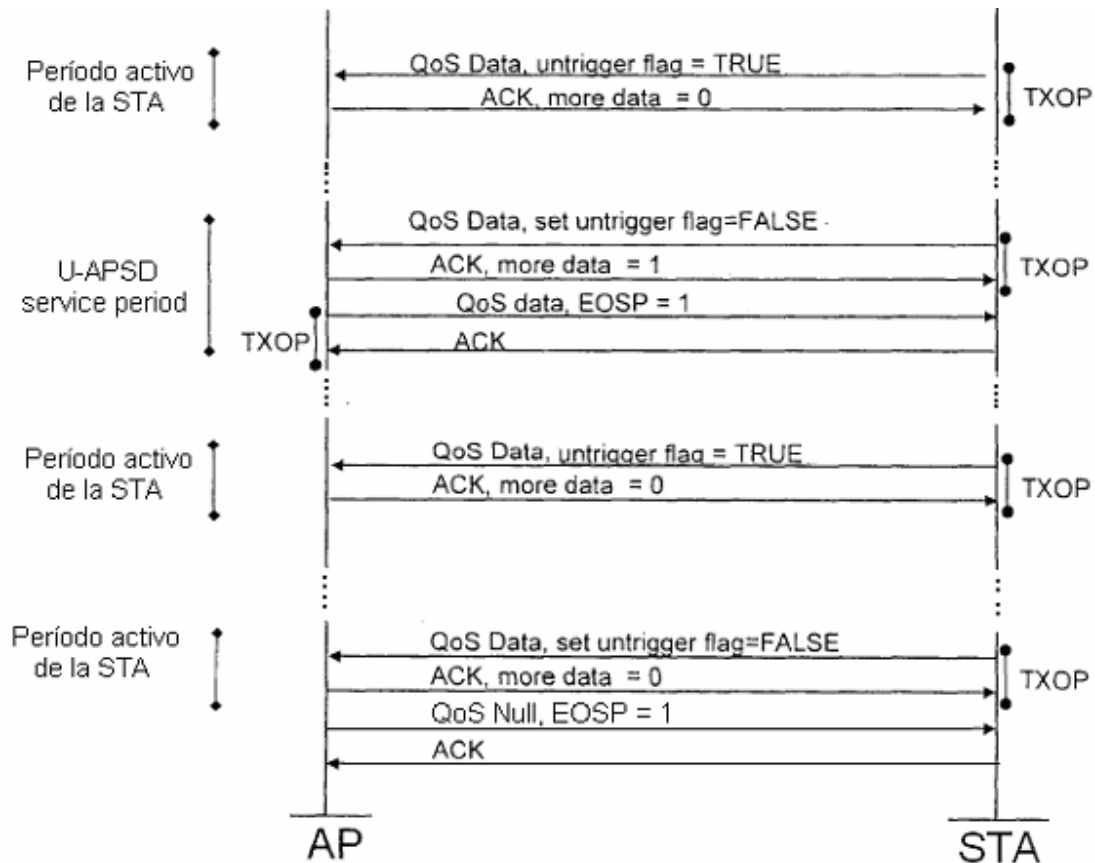 Período activo
de la STA
QoS Data, untrigger flag = TRUE
ACK, more data = 0
TXOP
U-APSD
service period
QoS Data, set untrigger flag=FALSE
ACK, more data = 1
TXOP
QoS data, EOSP = 1
TXOP
ACK
Período activo
de la STA
QoS Data, untrigger flag = TRUE
ACK, more data = 0
TXOP
Período activo
de la STA
QoS Data, set untrigger flag=FALSE
ACK, more data = 0
TXOP
QoS Null, EOSP = 1
ACK
AP
STA